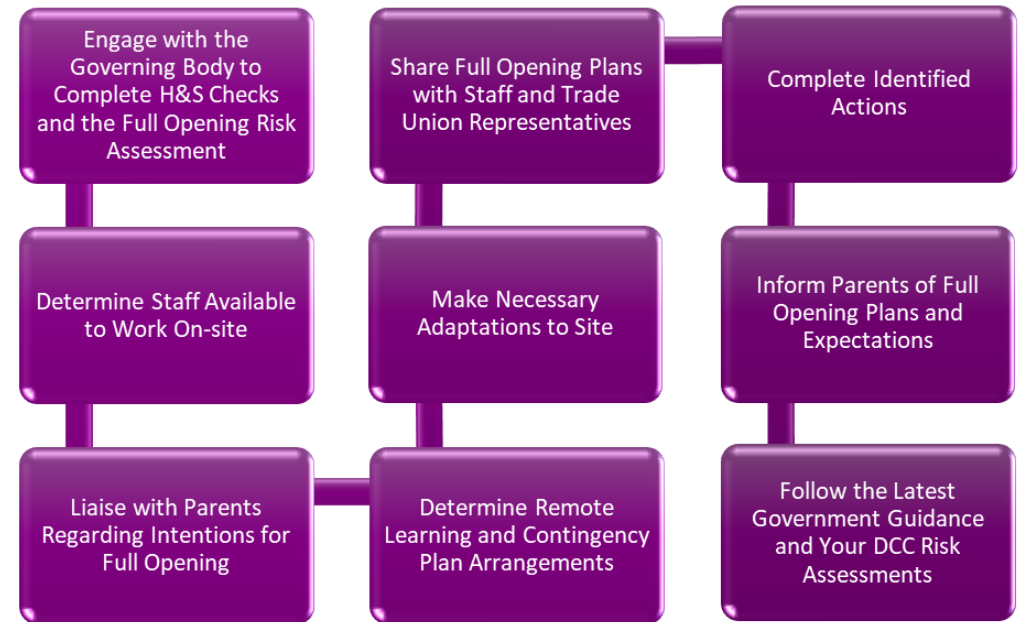 Engage with the
Governing Body to
Complete H&S Checks
and the Full Opening Risk
Assessment
Determine Staff Available
to Work On-site
Liaise with Parents
Regarding Intentions for
Full Opening
Determine Remote
Learning and Contingency
Plan Arrangements
Make Necessary
Adaptations to Site
Share Full Opening Plans
with Staff and Trade
Union Representatives
Complete Identified
Actions
Inform Parents of Full
Opening Plans and
Expectations
Follow the Latest
Government Guidance
and Your DCC Risk
Assessments